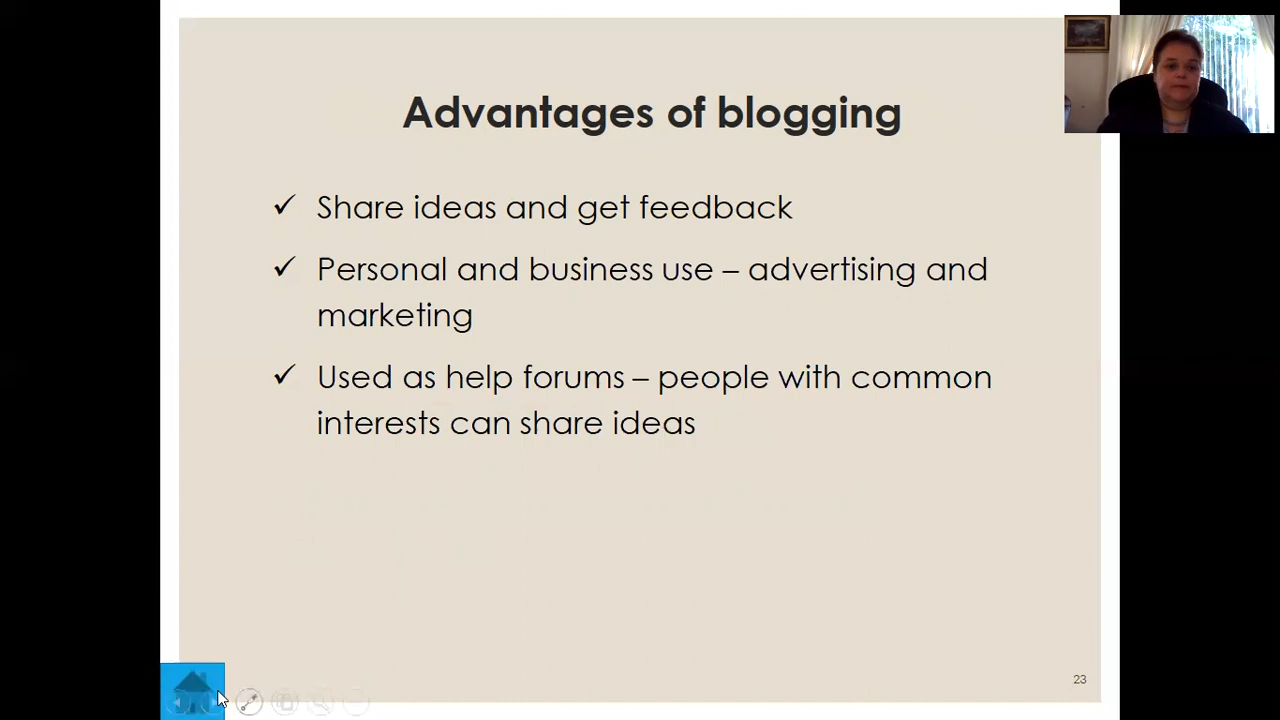 Advantages of blogging
✓ Share ideas and get feedback
✓ Personal and business use – advertising and
marketing
✓ Used as help forums – people with common
interests can share ideas
23